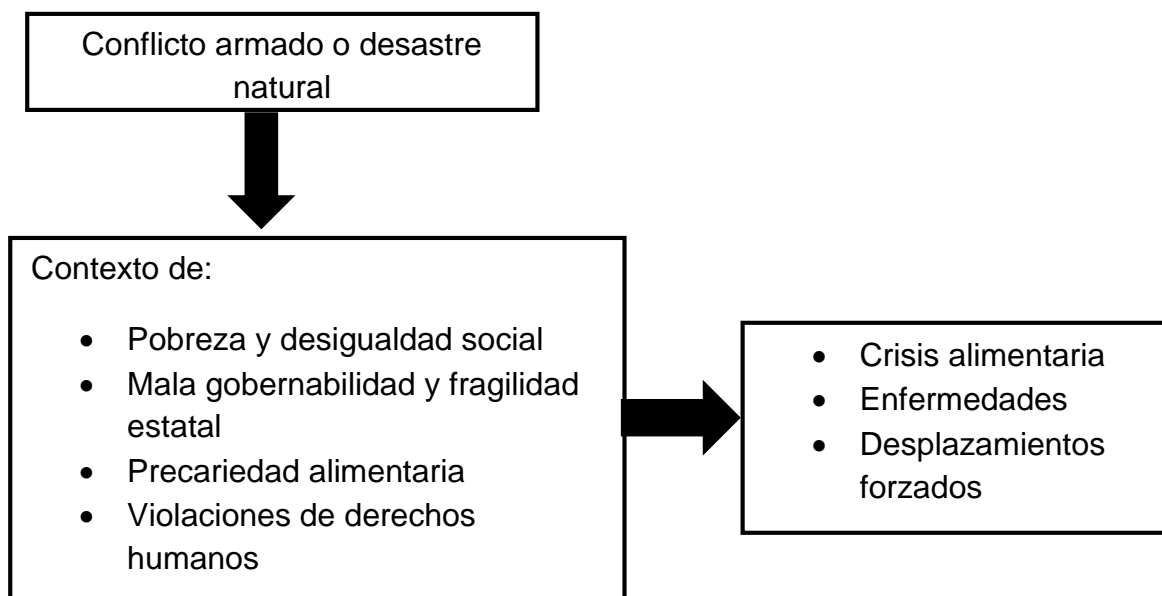 Conflicto armado o desastre
natural
Contexto de:
• Pobreza y desigualdad social
• Mala gobernabilidad y fragilidad
estatal
• Precariedad alimentaria
• Violaciones de derechos
humanos
• Crisis alimentaria
• Enfermedades
• Desplazamientos
forzados